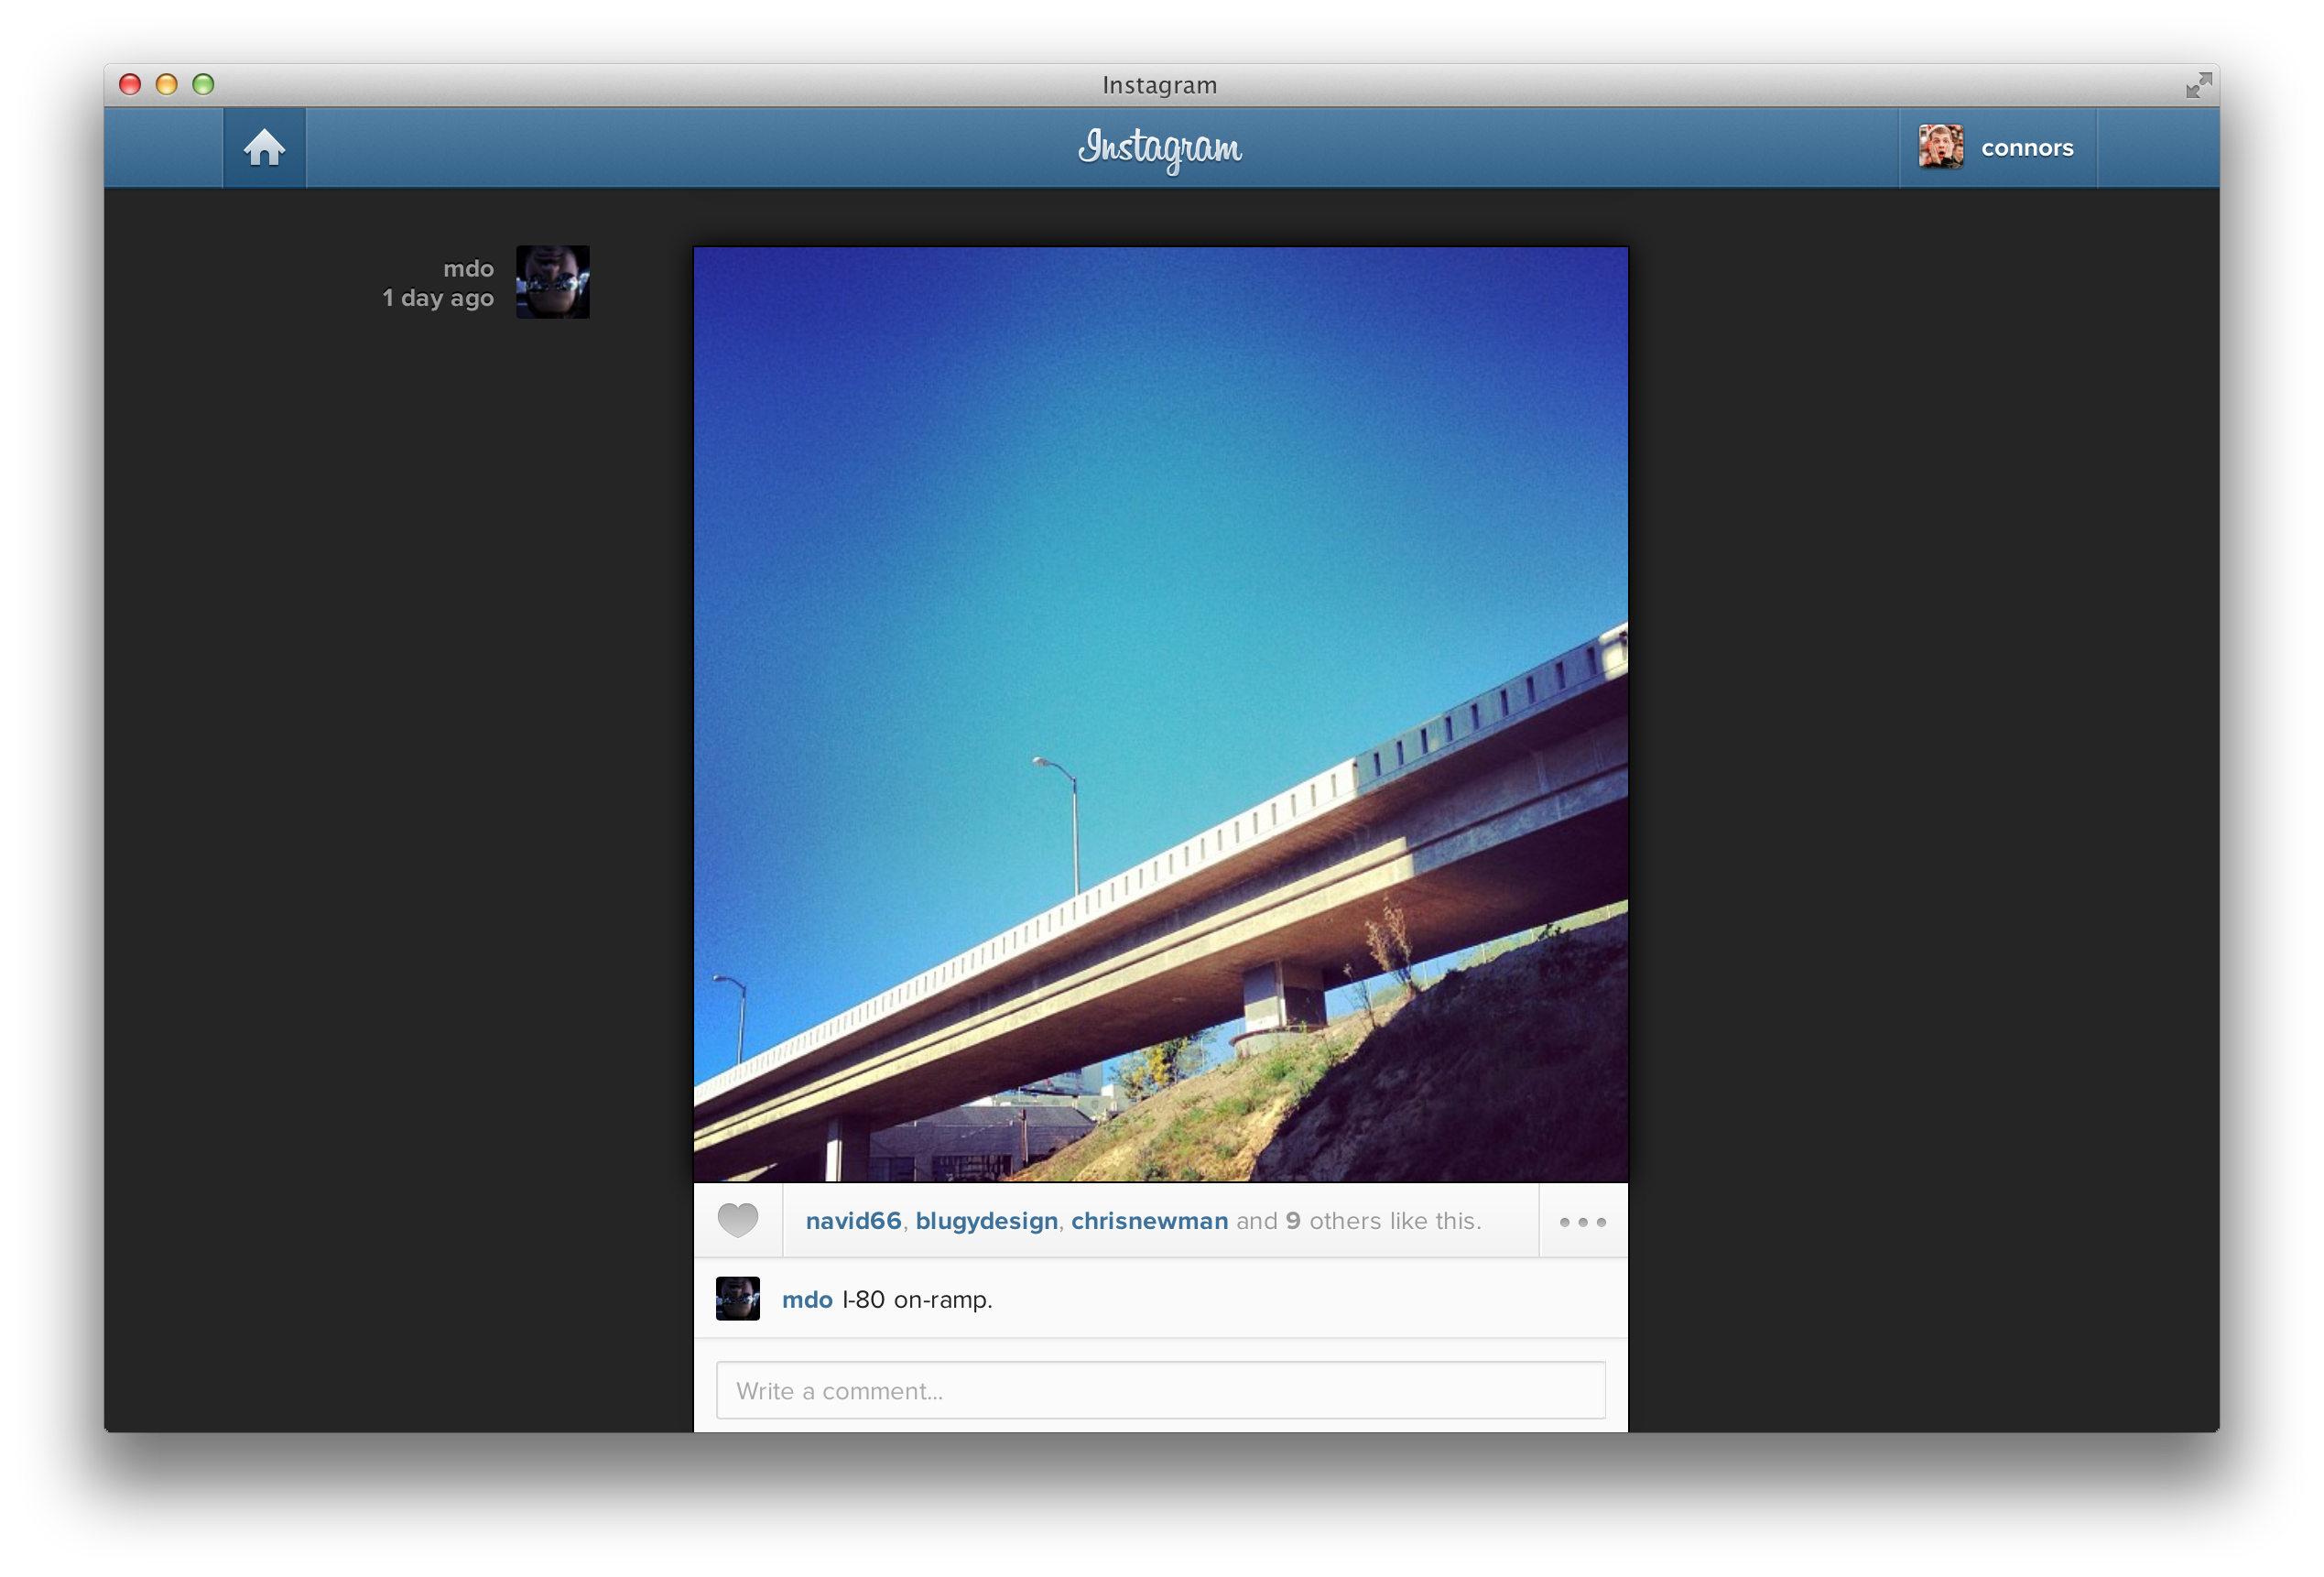 Instagram
Instagram
connors
mdo
1 day ago
navid66, blugydesign, chrisnewman and 9 others like this.
mdo I-80 on-ramp.
Write a comment...